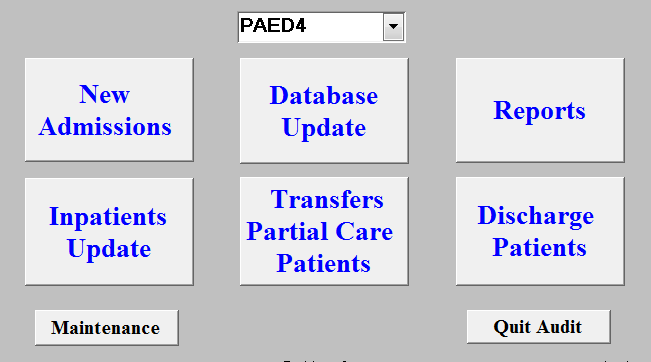 PAED4
New
Admissions
Database
Update
Reports
Inpatients
Update
Transfers
Partial Care
Patients
Discharge
Patients
Maintenance
Quit Audit